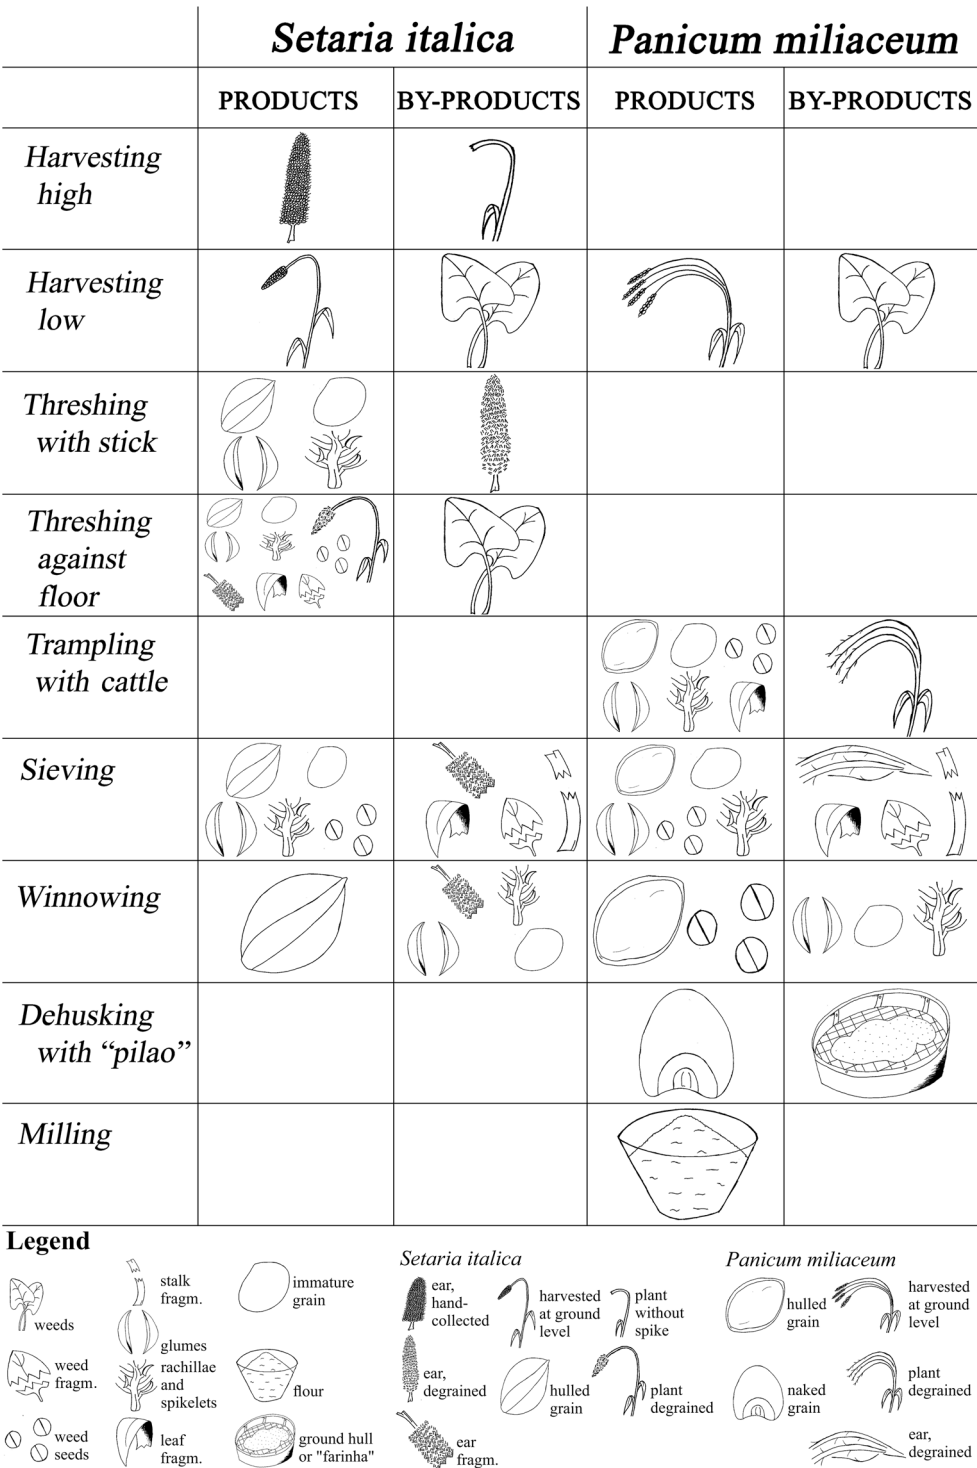 Setaria italica
Panicum miliaceum
PRODUCTS
BY-PRODUCTS
PRODUCTS
BY-PRODUCTS
Harvesting
high
Harvesting
low
Threshing
with stick
Threshing
against
floor
Trampling
with cattle
Sieving
Winnowing
Dehusking
with “pilao”
Milling
Legend
weeds
weed
fragm.
weed
seeds
stalk
fragm.
glumes
rachillae
and
spikelets
leaf
fragm.
immature
grain
flour
ground hull
or "farinha"
Setaria italica
ear,
hand-
collected
ear,
degrained
ear
fragm.
harvested
at ground
level
hulled
grain
plant
without
spike
plant
degrained
Panicum miliaceum
hulled
grain
naked
grain
harvested
at ground
level
plant
degrained
ear,
degrained